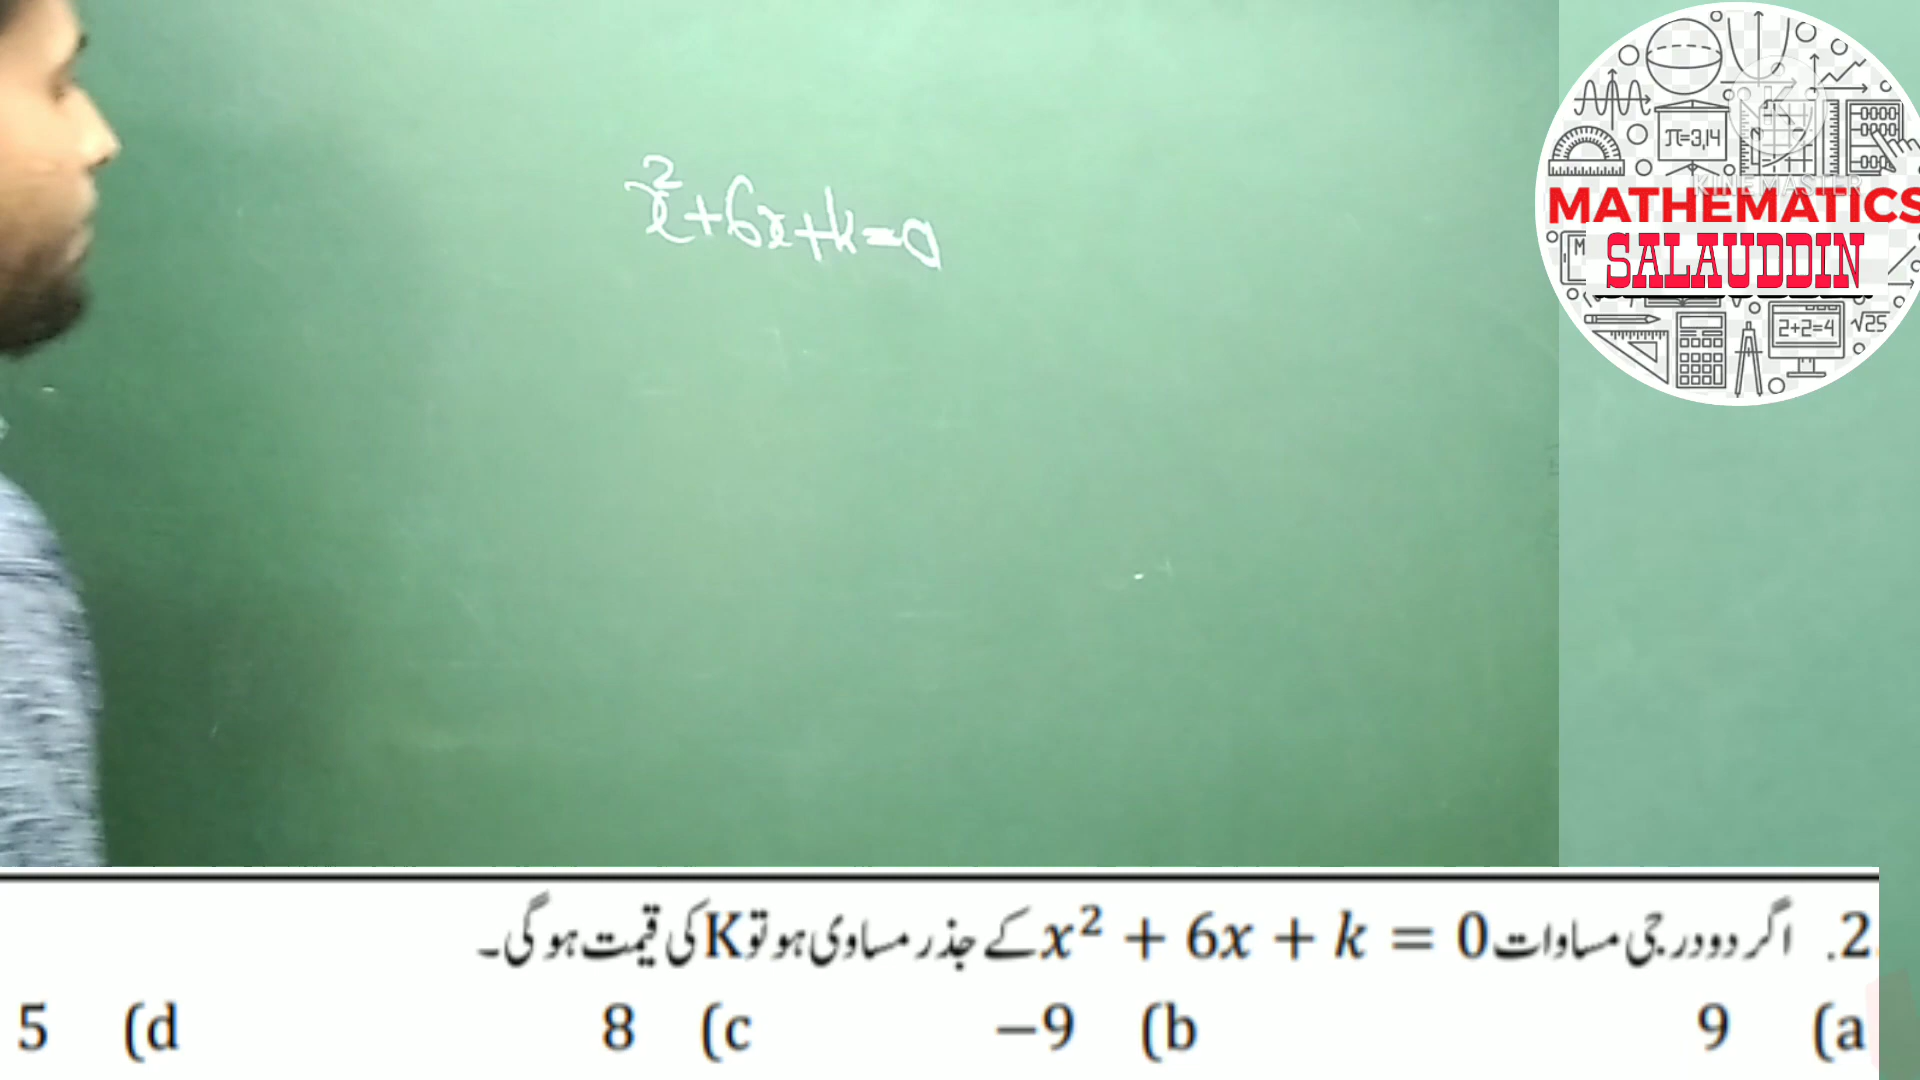 x²+6x+k=0
π=3,14
KINEMASTER
MATHEMATICS
SALAUDDIN
2+2=4
√25
2. اگر دو درجی مساوات x² + 6x + k = 0 کے جذر مساوی ہو تو K کی قیمت ہوگی۔
(a 9 (b −9 (c 8 (d 5